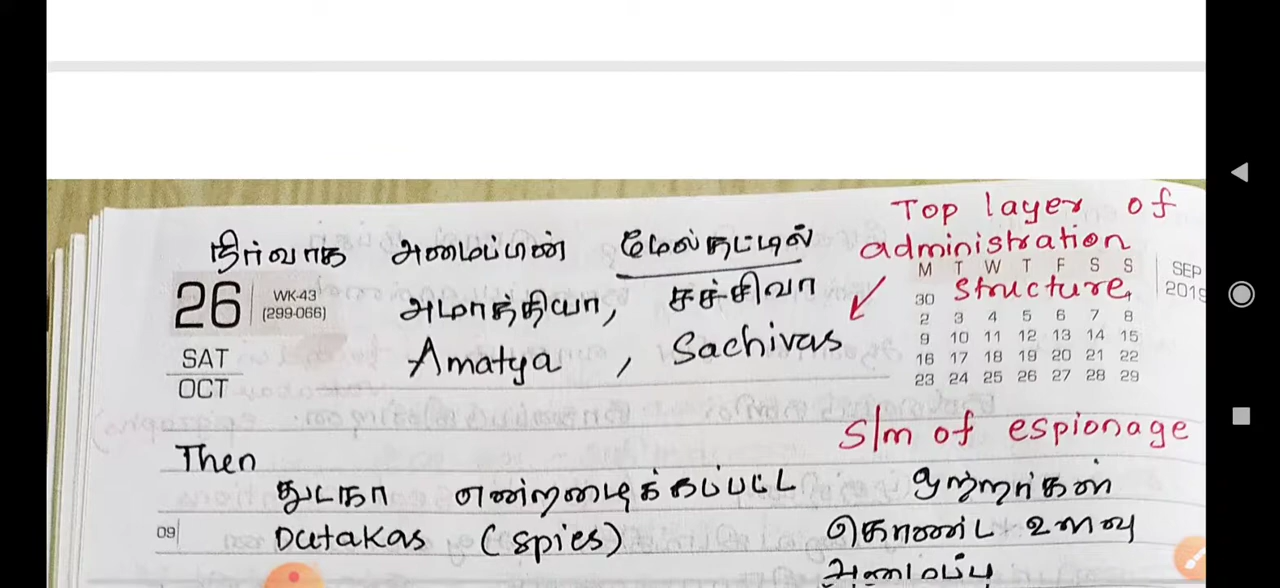 Top layer of
நிர்வாக அமைப்பின் மேல்தட்டில் administration
26 WK-43 (299-066) அமாத்தியா, சச்சிவா Structure
SAT OCT Amatya , Sachivas
M T W T F S S SEP 2019
30
2 3 4 5 6 7 8
9 10 11 12 13 14 15
16 17 18 19 20 21 22
23 24 25 26 27 28 29
S/m of espionage
Then
துடநா என்றழைக்கப்பட்ட ஒற்றர்கள்
09 Dutakas (spies) கொண்ட உளவு
அமைப்பு